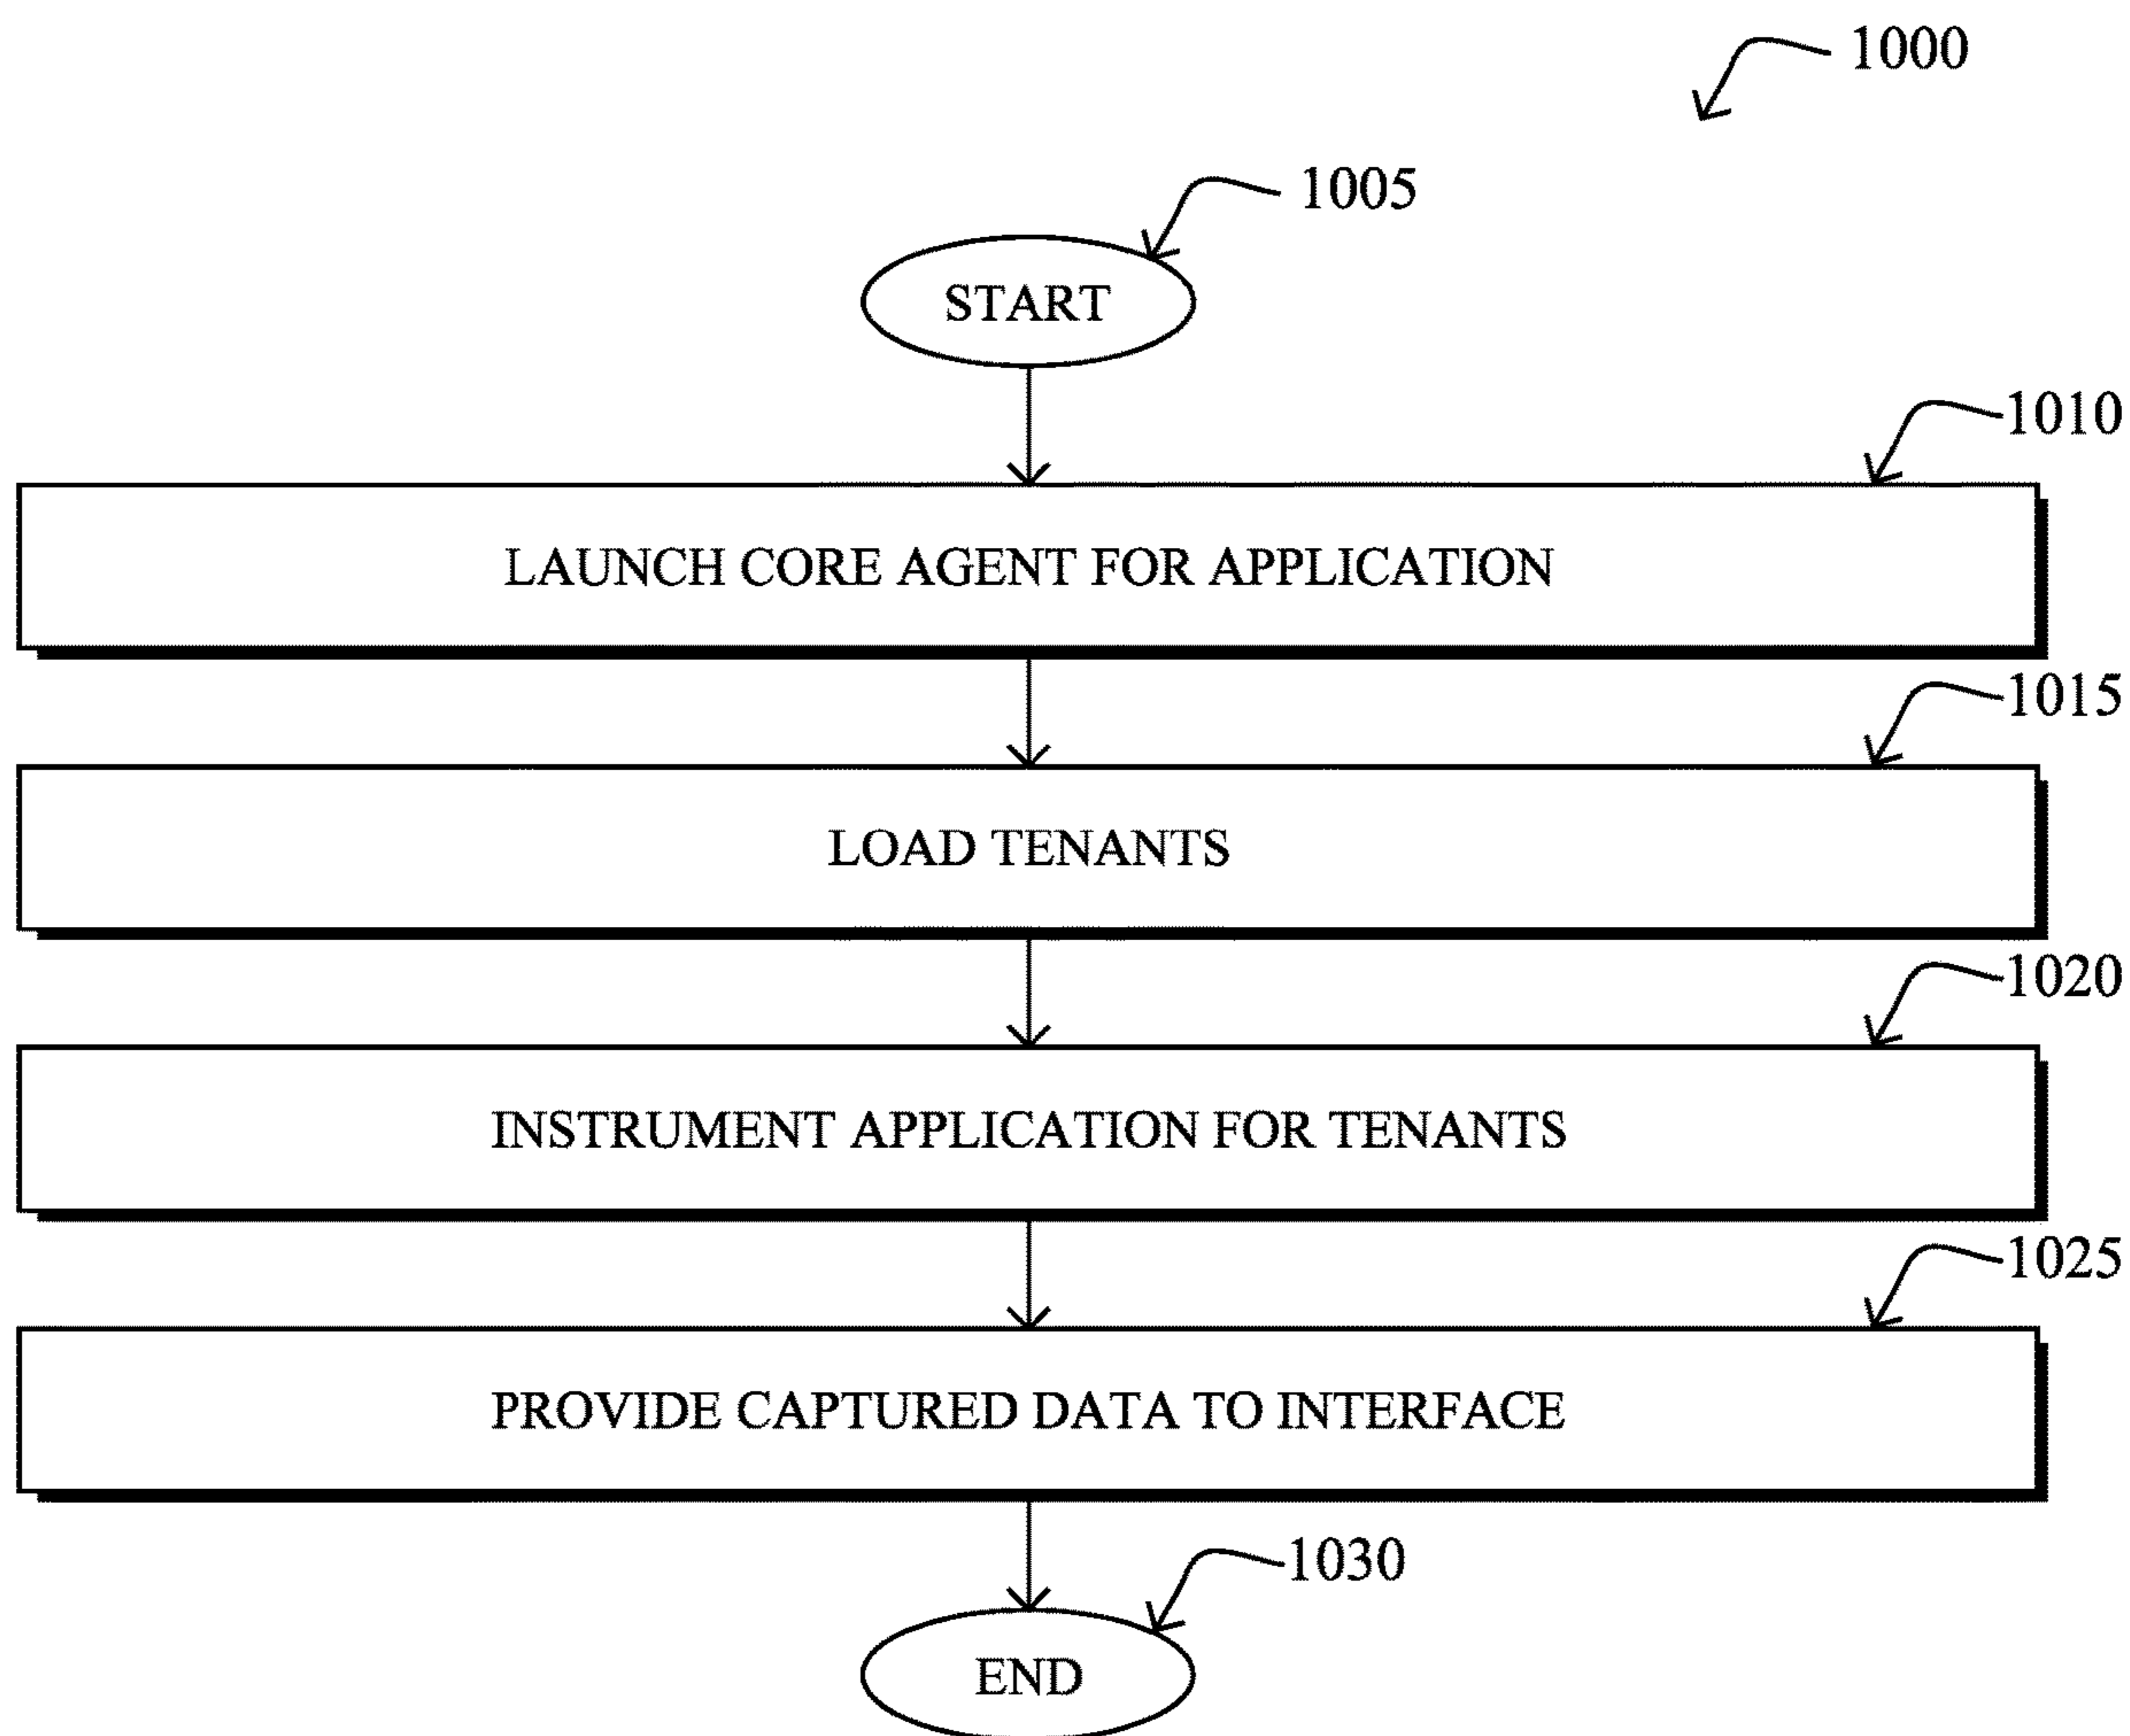 1000
1005
START
1010
LAUNCH CORE AGENT FOR APPLICATION
1015
LOAD TENANTS
1020
INSTRUMENT APPLICATION FOR TENANTS
1025
PROVIDE CAPTURED DATA TO INTERFACE
1030
END